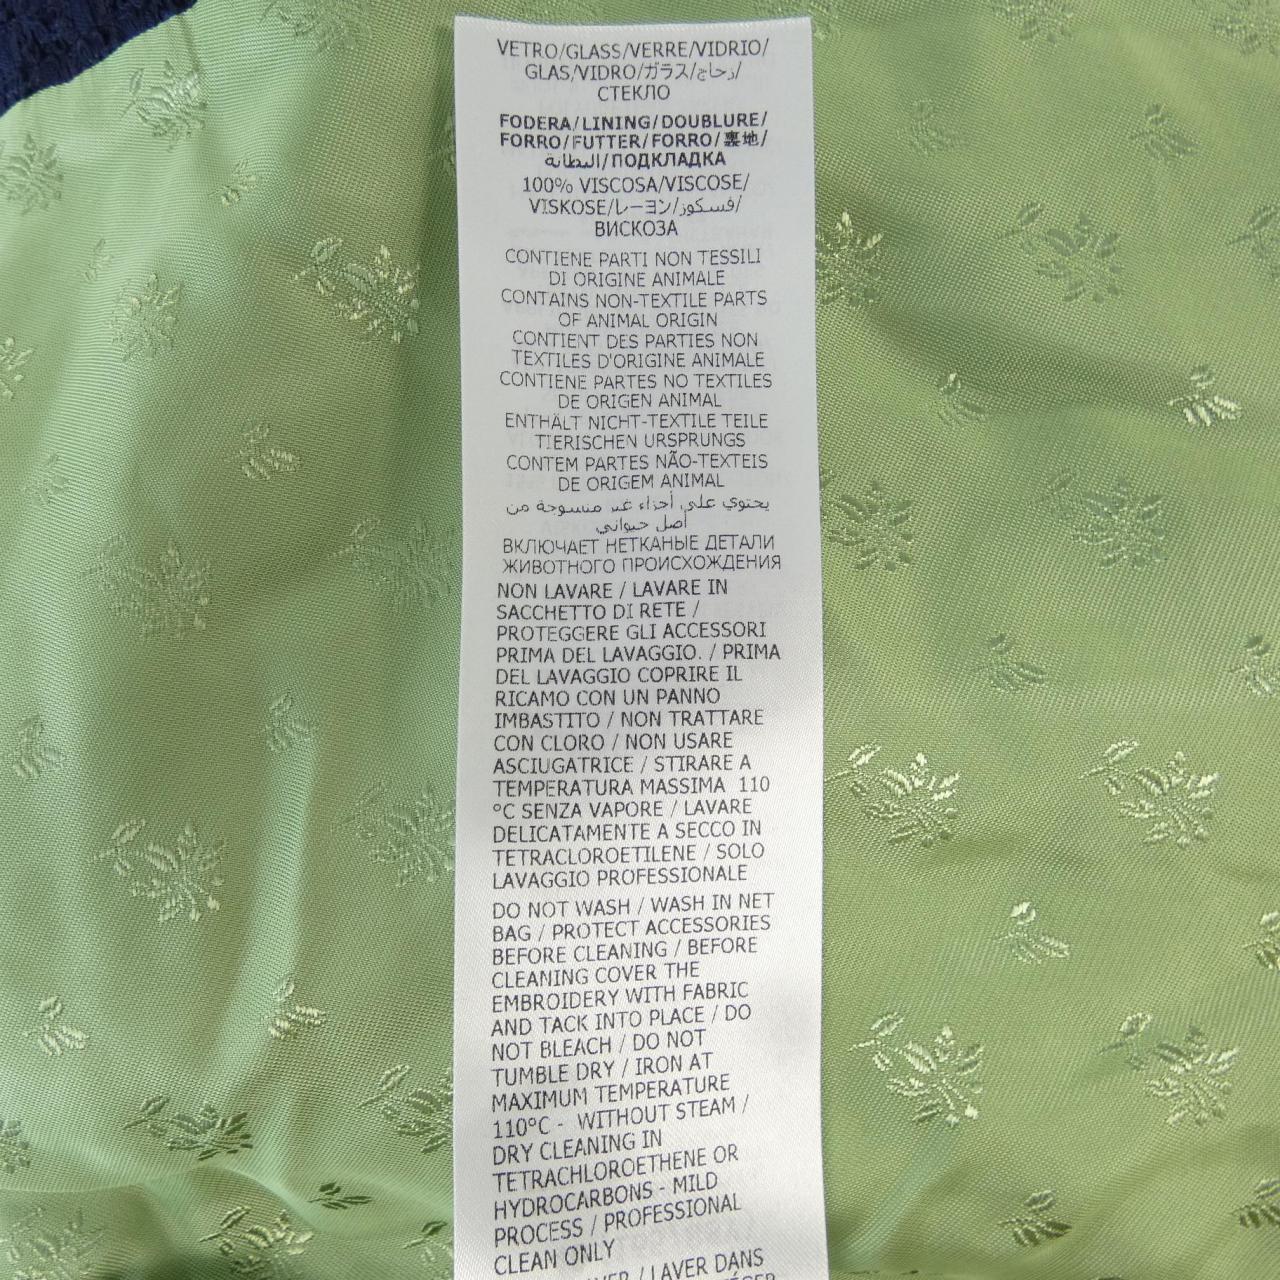 VETRO/GLASS/VERRE/VIDRIO/
GLAS/VIDRO/ガラス/زجاج/
СТЕКЛО
FODERA/LINING/DOUBLURE/
FORRO/FUTTER/FORRO/裏地/
البطانة/ПОДКЛАДКА
100% VISCOSA/VISCOSE/
VISKOSE/レーヨン/فسكوز/
ВИСКОЗА
CONTIENE PARTI NON TESSILI
DI ORIGINE ANIMALE
CONTAINS NON-TEXTILE PARTS
OF ANIMAL ORIGIN
CONTIENT DES PARTIES NON
TEXTILES D'ORIGINE ANIMALE
CONTIENE PARTES NO TEXTILES
DE ORIGEN ANIMAL
ENTHÄLT NICHT-TEXTILE TEILE
TIERISCHEN URSPRUNGS
CONTEM PARTES NÃO-TEXTEIS
DE ORIGEM ANIMAL
يحتوي على أجزاء غير منسوجة من
أصل حيواني
ВКЛЮЧАЕТ НЕТКАНЫЕ ДЕТАЛИ
ЖИВОТНОГО ПРОИСХОЖДЕНИЯ
NON LAVARE / LAVARE IN
SACCHETTO DI RETE /
PROTEGGERE GLI ACCESSORI
PRIMA DEL LAVAGGIO. / PRIMA
DEL LAVAGGIO COPRIRE IL
RICAMO CON UN PANNO
IMBASTITO / NON TRATTARE
CON CLORO / NON USARE
ASCIUGATRICE / STIRARE A
TEMPERATURA MASSIMA 110
°C SENZA VAPORE / LAVARE
DELICATAMENTE A SECCO IN
TETRACLOROETILENE / SOLO
LAVAGGIO PROFESSIONALE
DO NOT WASH / WASH IN NET
BAG / PROTECT ACCESSORIES
BEFORE CLEANING / BEFORE
CLEANING COVER THE
EMBROIDERY WITH FABRIC
AND TACK INTO PLACE / DO
NOT BLEACH / DO NOT
TUMBLE DRY / IRON AT
MAXIMUM TEMPERATURE
110°C - WITHOUT STEAM /
DRY CLEANING IN
TETRACHLOROETHENE OR
HYDROCARBONS - MILD
PROCESS / PROFESSIONAL
CLEAN ONLY
/ LAVER DANS